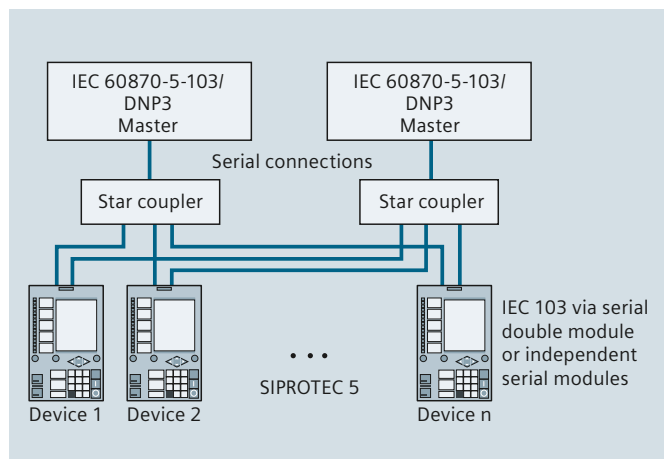 IEC 60870-5-103/
DNP3
Master
IEC 60870-5-103/
DNP3
Master
Serial connections
Star coupler
Star coupler
IEC 103 via serial
double module
or independent
serial modules
...
SIPROTEC 5
Device 1
Device 2
Device n